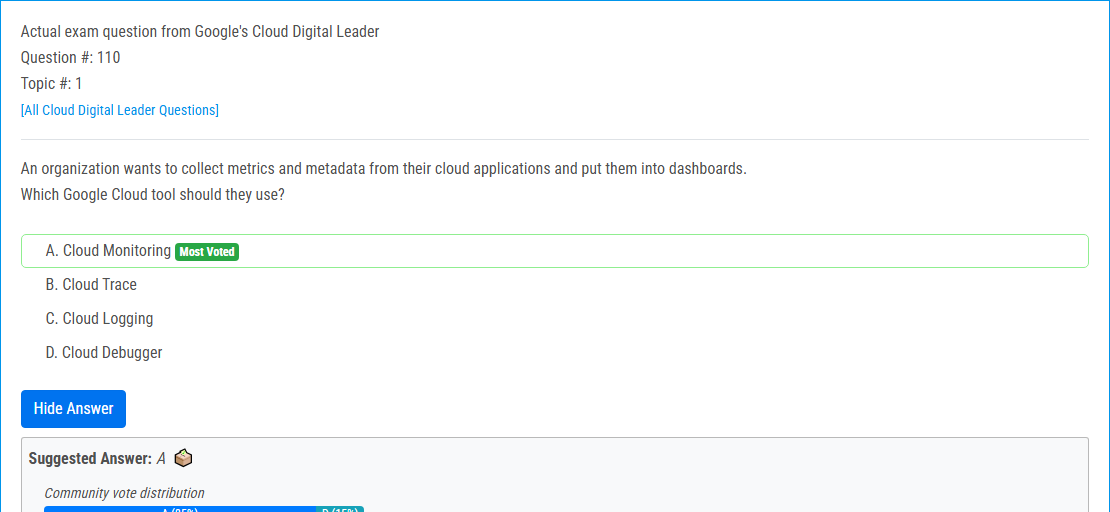 Actual exam question from Google's Cloud Digital Leader
Question #: 110
Topic #: 1
[All Cloud Digital Leader Questions]
An organization wants to collect metrics and metadata from their cloud applications and put them into dashboards.
Which Google Cloud tool should they use?
A. Cloud Monitoring Most Voted
B. Cloud Trace
C. Cloud Logging
D. Cloud Debugger
Hide Answer
Suggested Answer: A
Community vote distribution